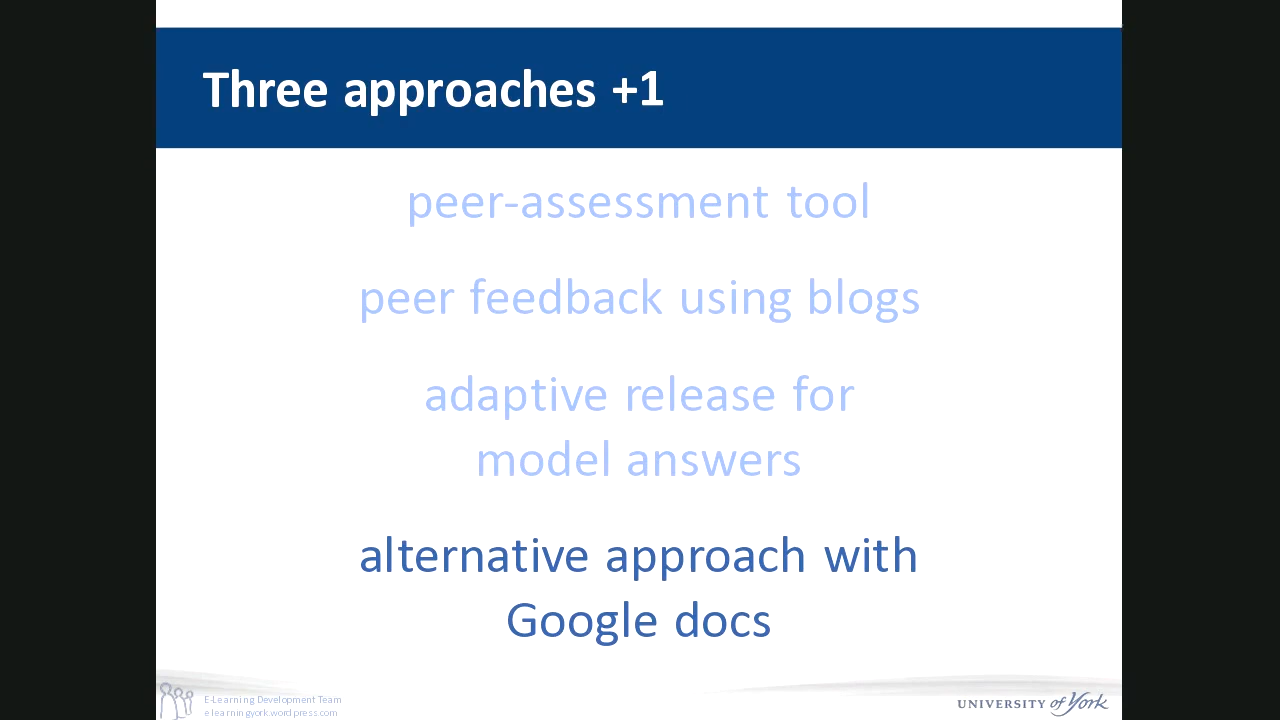 Three approaches +1
peer-assessment tool
peer feedback using blogs
adaptive release for
model answers
alternative approach with
Google docs
E-Learning Development Team
elearningyork.wordpress.com
UNIVERSITY of York